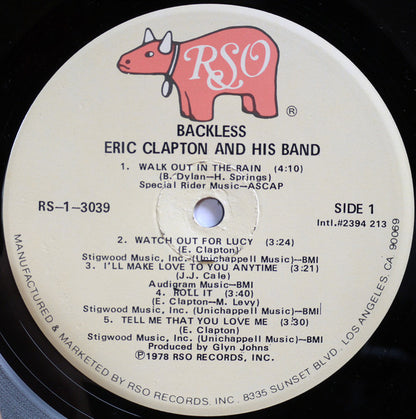 RSO
®
BACKLESS
ERIC CLAPTON AND HIS BAND
1. WALK OUT IN THE RAIN (4:10)
(B. Dylan—H. Springs)
Special Rider Music—ASCAP
RS-1-3039
SIDE 1
Intl.#2394 213
2. WATCH OUT FOR LUCY (3:24)
(E. Clapton)
Stigwood Music, Inc. (Unichappell Music)—BMI
3. I'LL MAKE LOVE TO YOU ANYTIME (3:21)
(J.J. Cale)
Audigram Music—BMI
4. ROLL IT (3:40)
(E. Clapton—M. Levy)
Stigwood Music, Inc. (Unichappell Music)—BMI
5. TELL ME THAT YOU LOVE ME (3:30)
(E. Clapton)
Stigwood Music, Inc. (Unichappell Music)—BMI
Produced by Glyn Johns
℗1978 RSO RECORDS, INC.
MANUFACTURED & MARKETED BY RSO RECORDS, INC. 8335 SUNSET BLVD. LOS ANGELES, CA. 90069